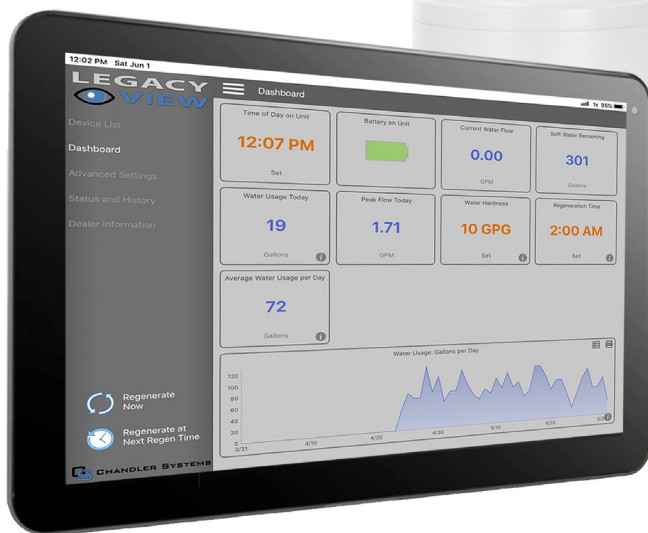 12:02 PM Sat Jun 1
1x 95%
LEGACY
VIEW
Dashboard
Device List
Dashboard
Advanced Settings
Status and History
Dealer Information
Regenerate
Now
Regenerate at
Next Regen Time
CS CHANDLER SYSTEMS
Time of Day on Unit
12:07 PM
Set
Battery on Unit
Current Water Flow
0.00
GPM
Soft Water Remaining
301
Gallons
Water Usage Today
19
Gallons
i
Peak Flow Today
1.71
GPM
Water Hardness
10 GPG
Set
i
Regeneration Time
2:00 AM
Set
i
Average Water Usage per Day
72
Gallons
i
Water Usage: Gallons per Day
120
100
80
60
40
20
0
3/31
4/10
4/20
4/30
5/10
5/20
i